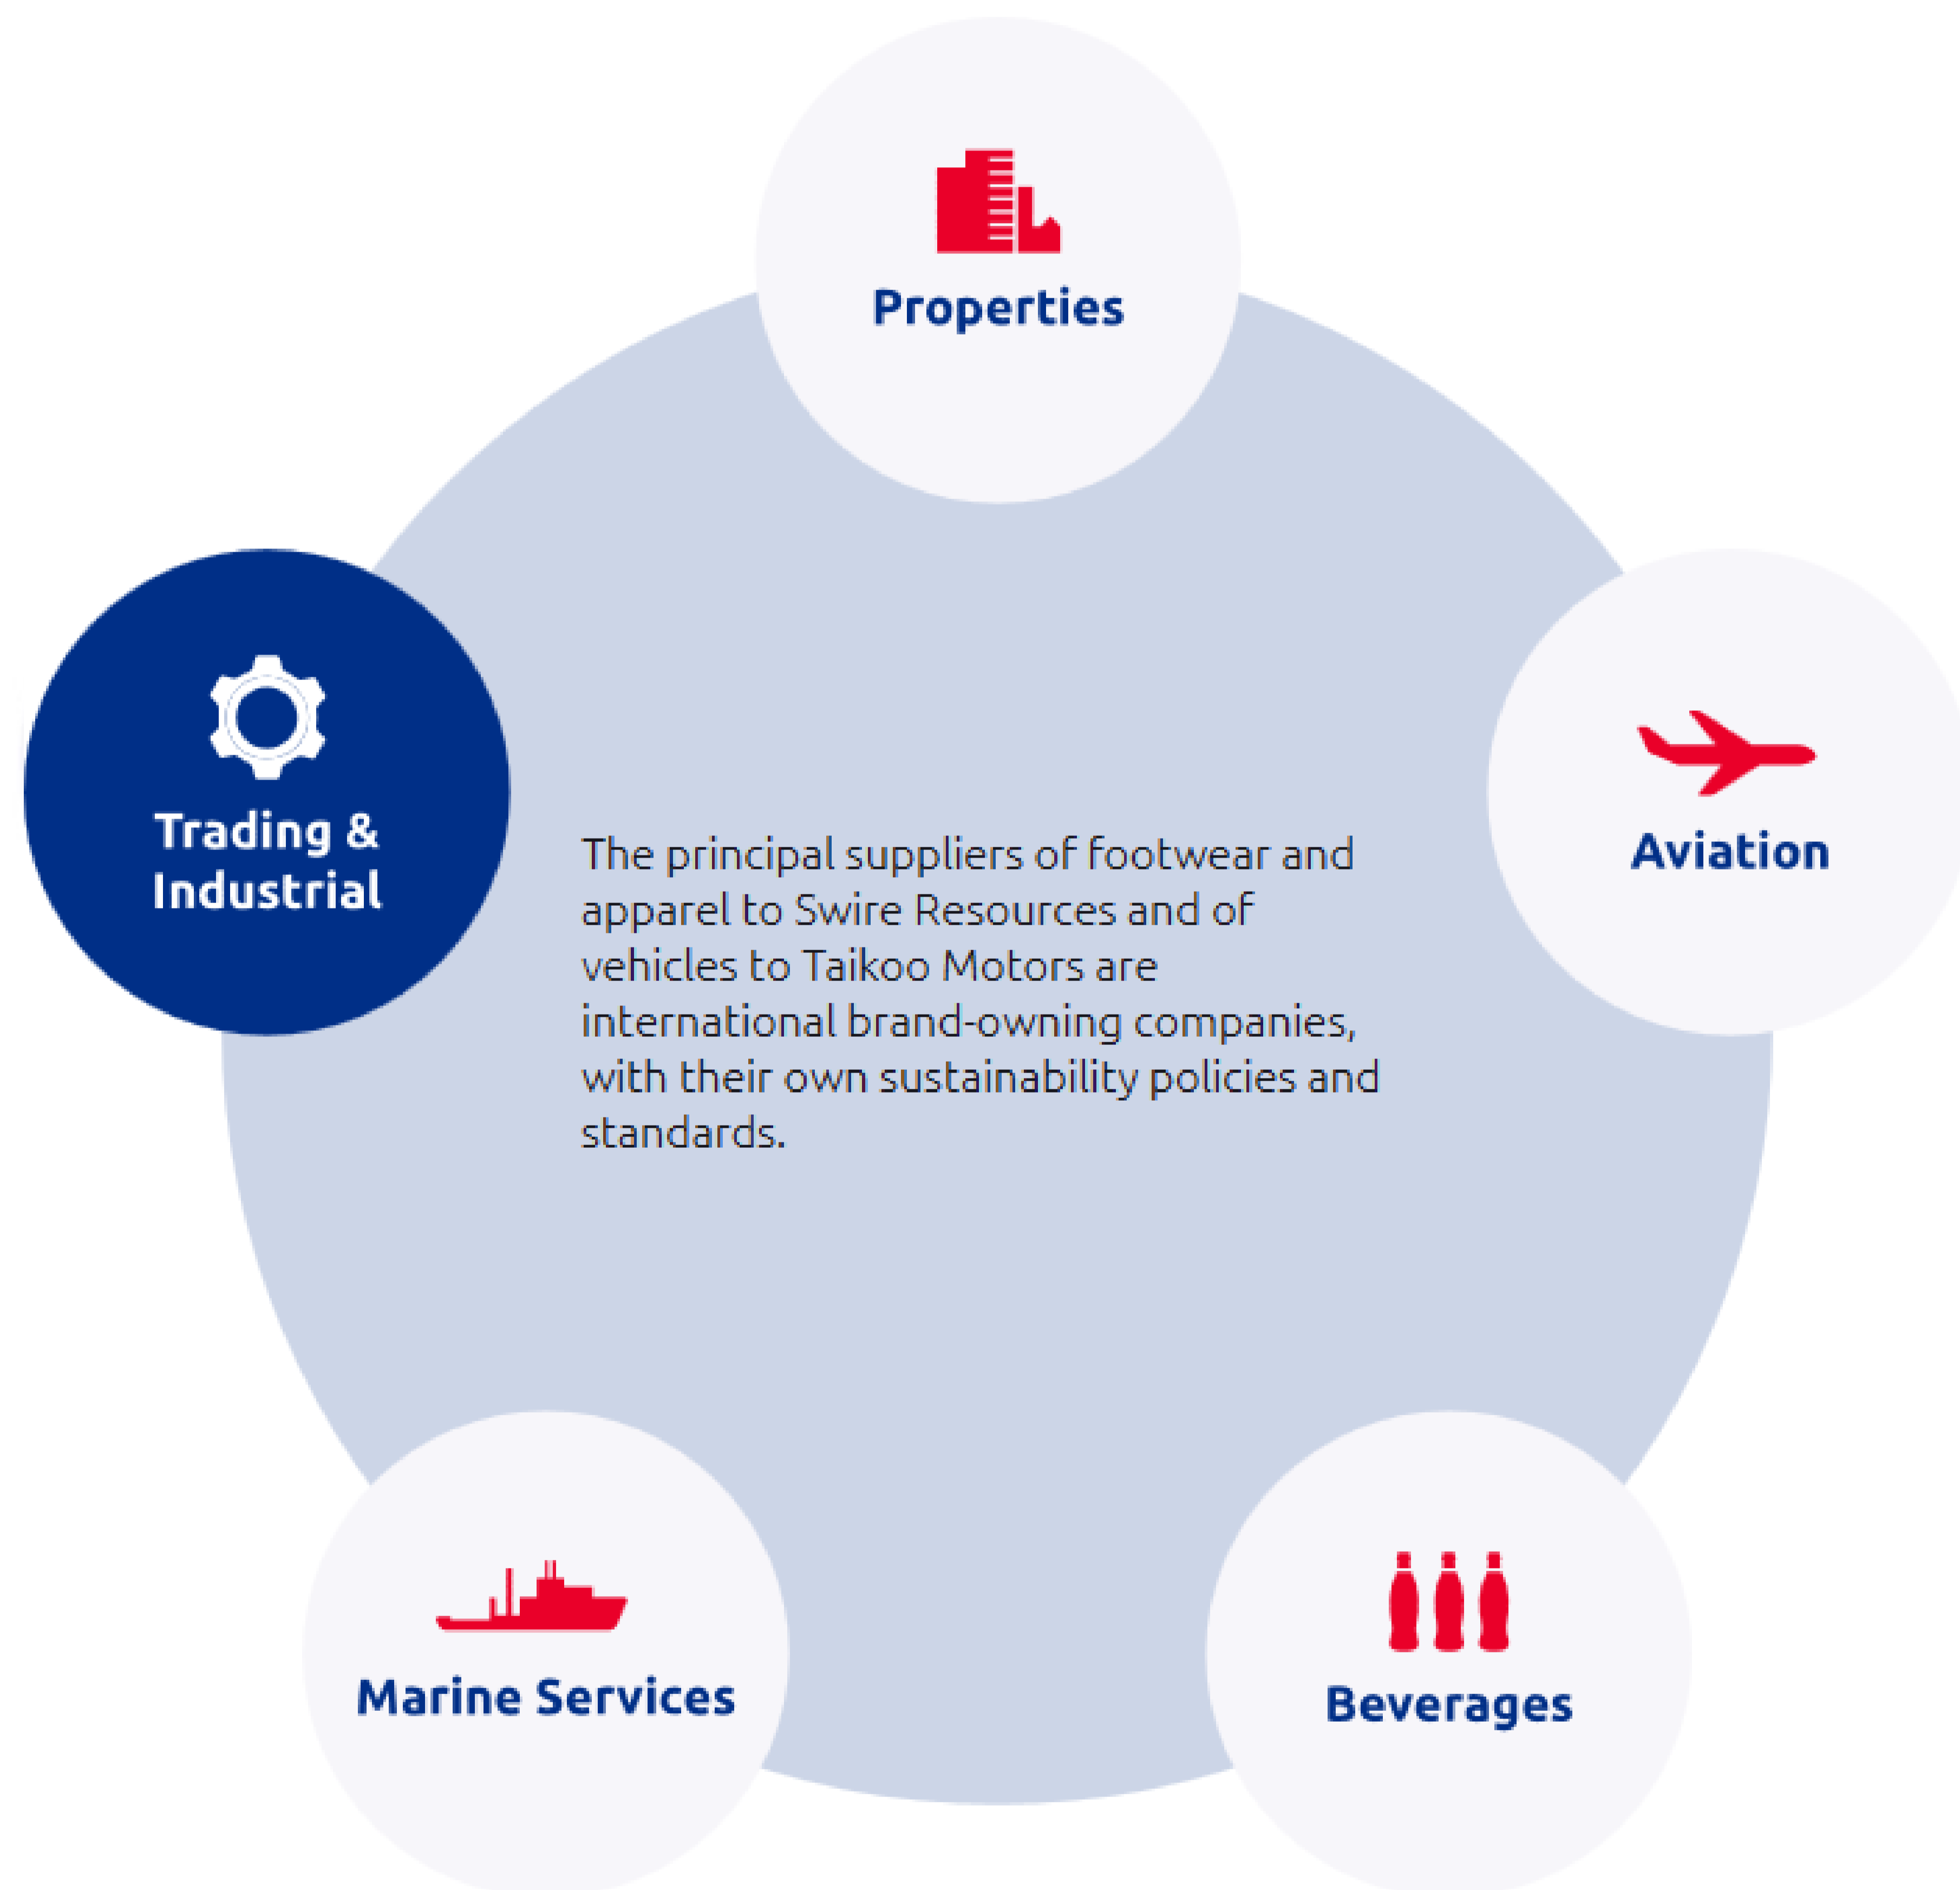 Properties
Trading &
Industrial
Aviation
The principal suppliers of footwear and
apparel to Swire Resources and of
vehicles to Taikoo Motors are
international brand-owning companies,
with their own sustainability policies and
standards.
Marine Services
Beverages